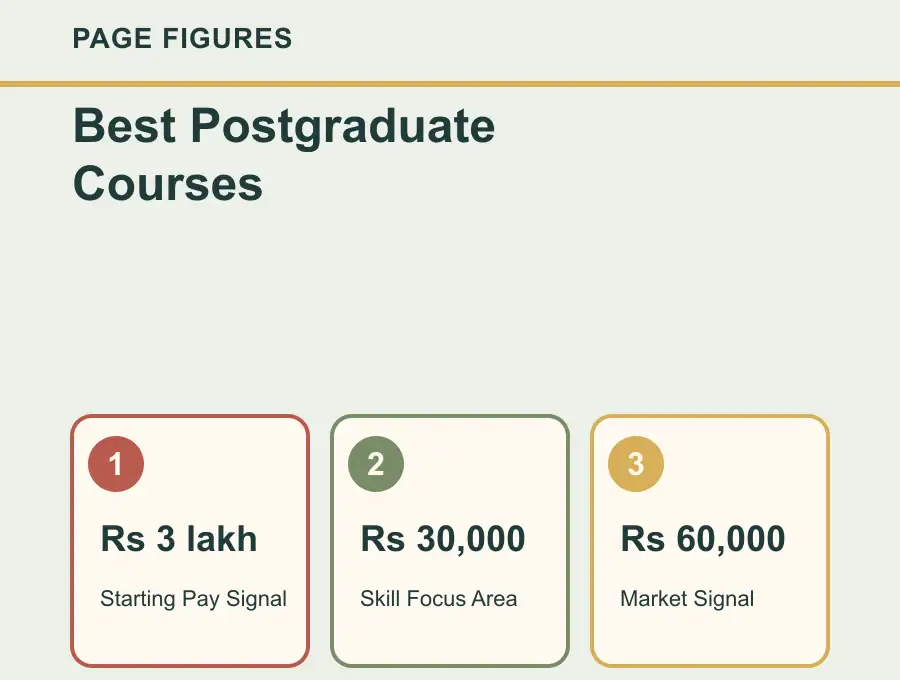 PAGE FIGURES
Best Postgraduate
Courses
1
2
3
Rs 3 lakh
Rs 30,000
Rs 60,000
Starting Pay Signal
Skill Focus Area
Market Signal